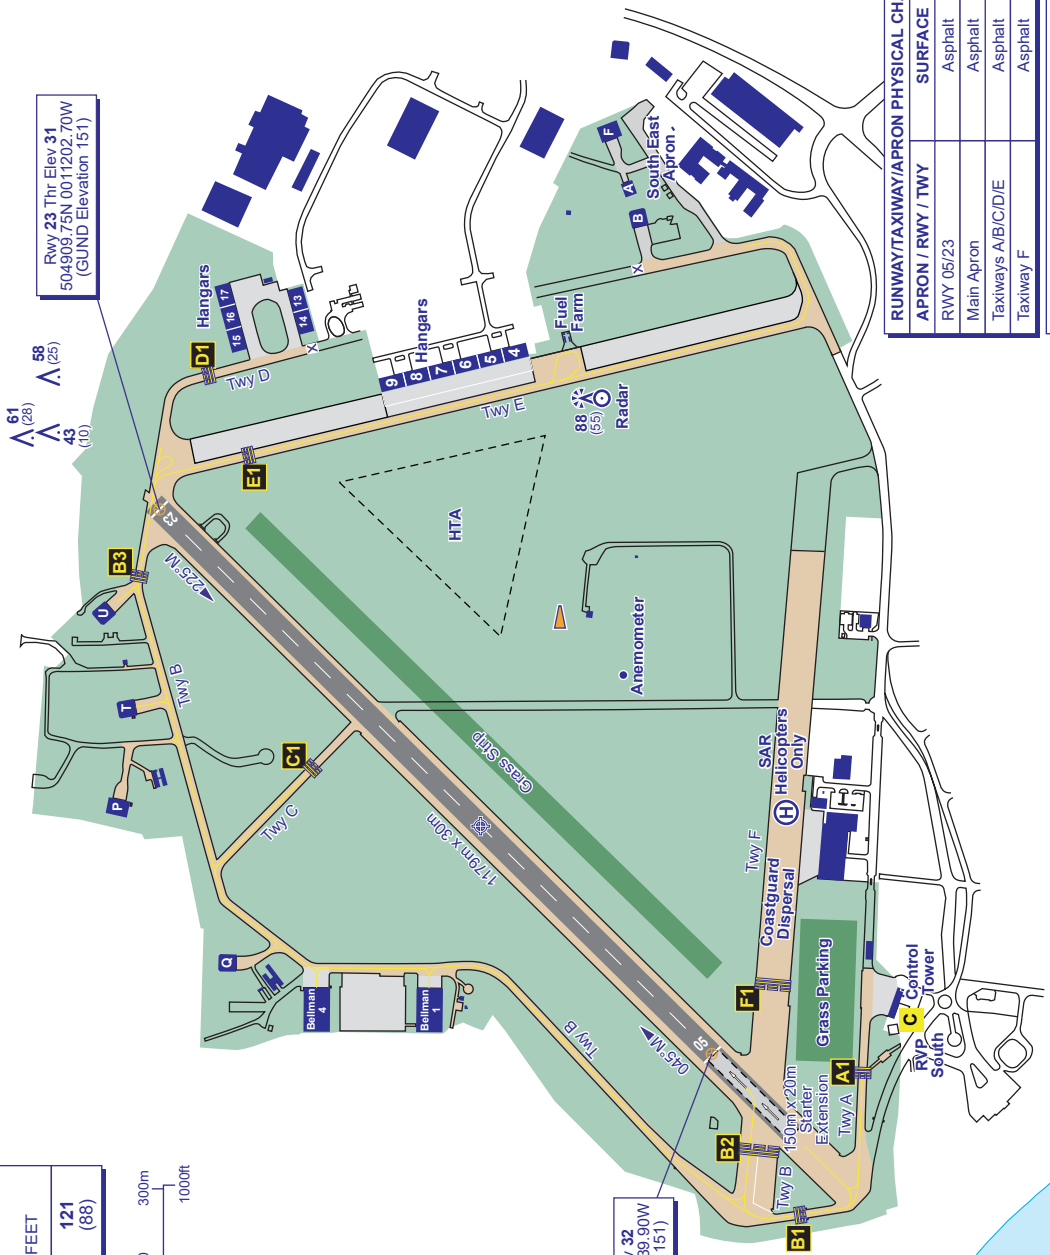 Rwy 23 Thr Elev 31
504909.75N 0011202.70W
(GUND Elevation 151)
61
(28)
43
(10)
58
(25)
Hangars
17
16
15
13
14
X
D1
Twy D
E1
B3
U
T
P
Twy B
225° M
23
C1
Twy C
Q
Bellman
4
Bellman
1
Twy B
1179m x 30m
Grass Strip
HTA
9
8
7
6
5
4
Hangars
Twy E
Fuel
Farm
88
(55)
Radar
F
A
B
South East
Apron
X
Anemometer
SAR
Helicopters
Only
H
Twy F
Coastguard
Dispersal
F1
Grass Parking
045° M
05
150m x 20m
Starter
Extension
A1
Twy A
B2
Twy B
B1
C
Control
Tower
RVP
South
RUNWAY/TAXIWAY/APRON PHYSICAL CH
APRON / RWY / TWY
SURFACE
RWY 05/23
Asphalt
Main Apron
Asphalt
Taxiways A/B/C/D/E
Asphalt
Taxiway F
Asphalt
FEET
121
(88)
300m
1000ft
32
39.90W
151)